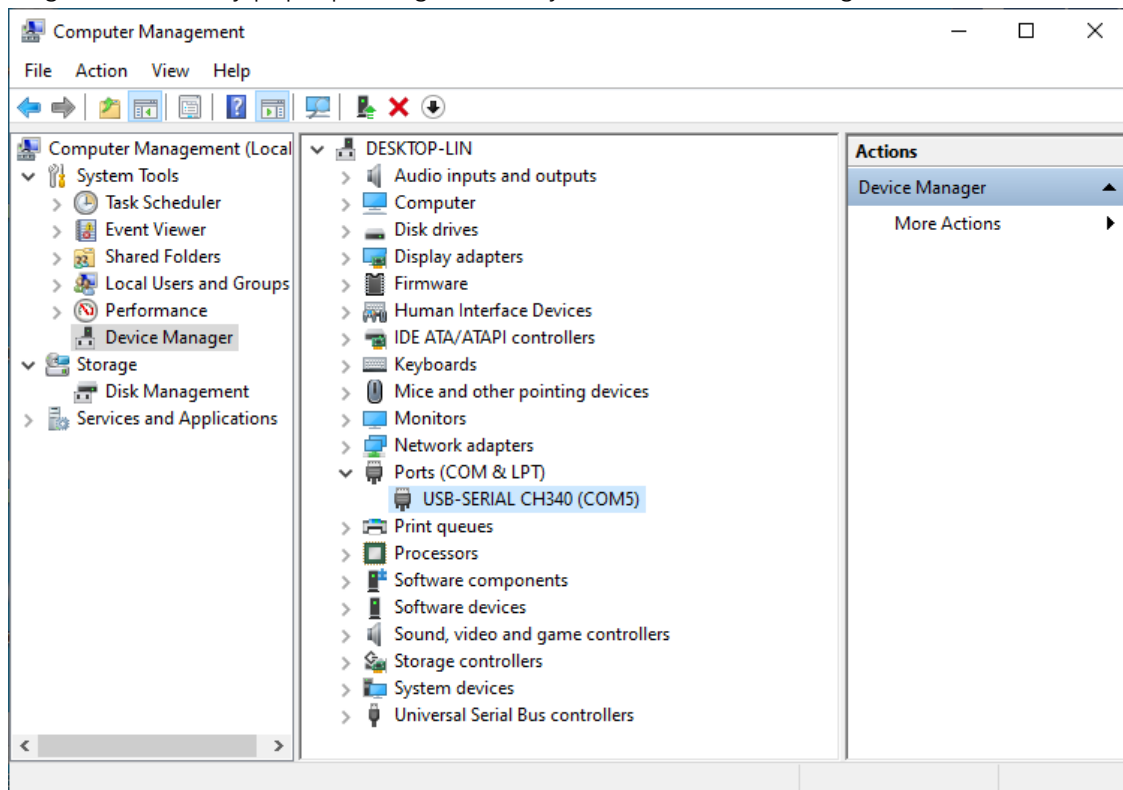 Computer Management
File Action View Help
Computer Management (Local
System Tools
Task Scheduler
Event Viewer
Shared Folders
Local Users and Groups
Performance
Device Manager
Storage
Disk Management
Services and Applications
DESKTOP-LIN
Audio inputs and outputs
Computer
Disk drives
Display adapters
Firmware
Human Interface Devices
IDE ATA/ATAPI controllers
Keyboards
Mice and other pointing devices
Monitors
Network adapters
Ports (COM & LPT)
USB-SERIAL CH340 (COM5)
Print queues
Processors
Software components
Software devices
Sound, video and game controllers
Storage controllers
System devices
Universal Serial Bus controllers
Actions
Device Manager
More Actions